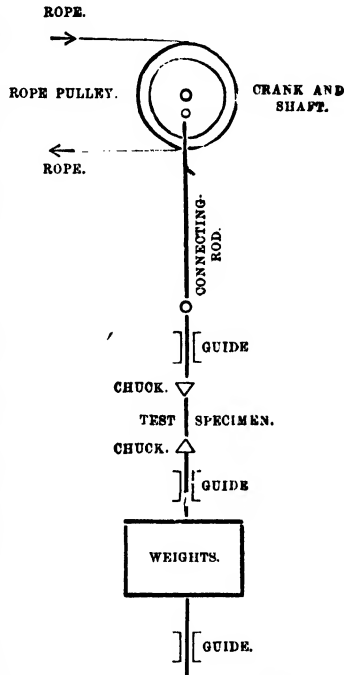 ROPE.
ROPE PULLEY.
CRANK AND
SHAFT.
ROPE.
CONNECTING-
ROD.
GUIDE
CHUCK.
TEST SPECIMEN.
CHUCK.
GUIDE
WEIGHTS.
GUIDE.